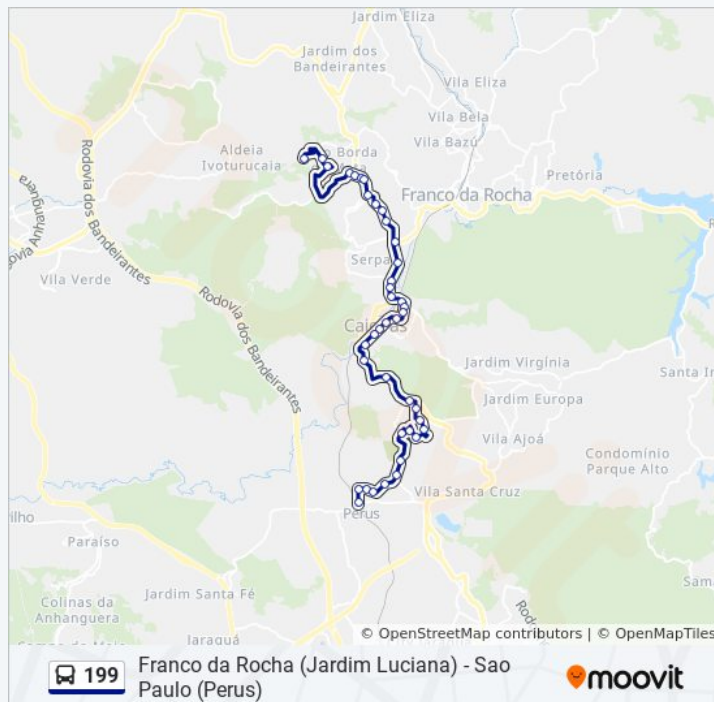 Jardim Eliza
Jardim dos
Bandeirantes
Vila Eliza
Vila Bela
Vila Bazú
Aldeia
Ivoturucaia
Borda
Pretória
Franco da Rocha
Rodovia dos Bandeirantes
Vila Verde
Serpa
Rodovia dos Bandeirantes
Jardim Virgínia
Santa In
Jardim Europa
Vila Ajoá
Condomínio
Parque Alto
Vila Santa Cruz
Perus
Paraíso
Jardim Santa Fé
Colinas da
Anhanguera
Jaraguá
© OpenStreetMap contributors | © OpenMapTiles
199
Franco da Rocha (Jardim Luciana) - Sao
Paulo (Perus)
moovit